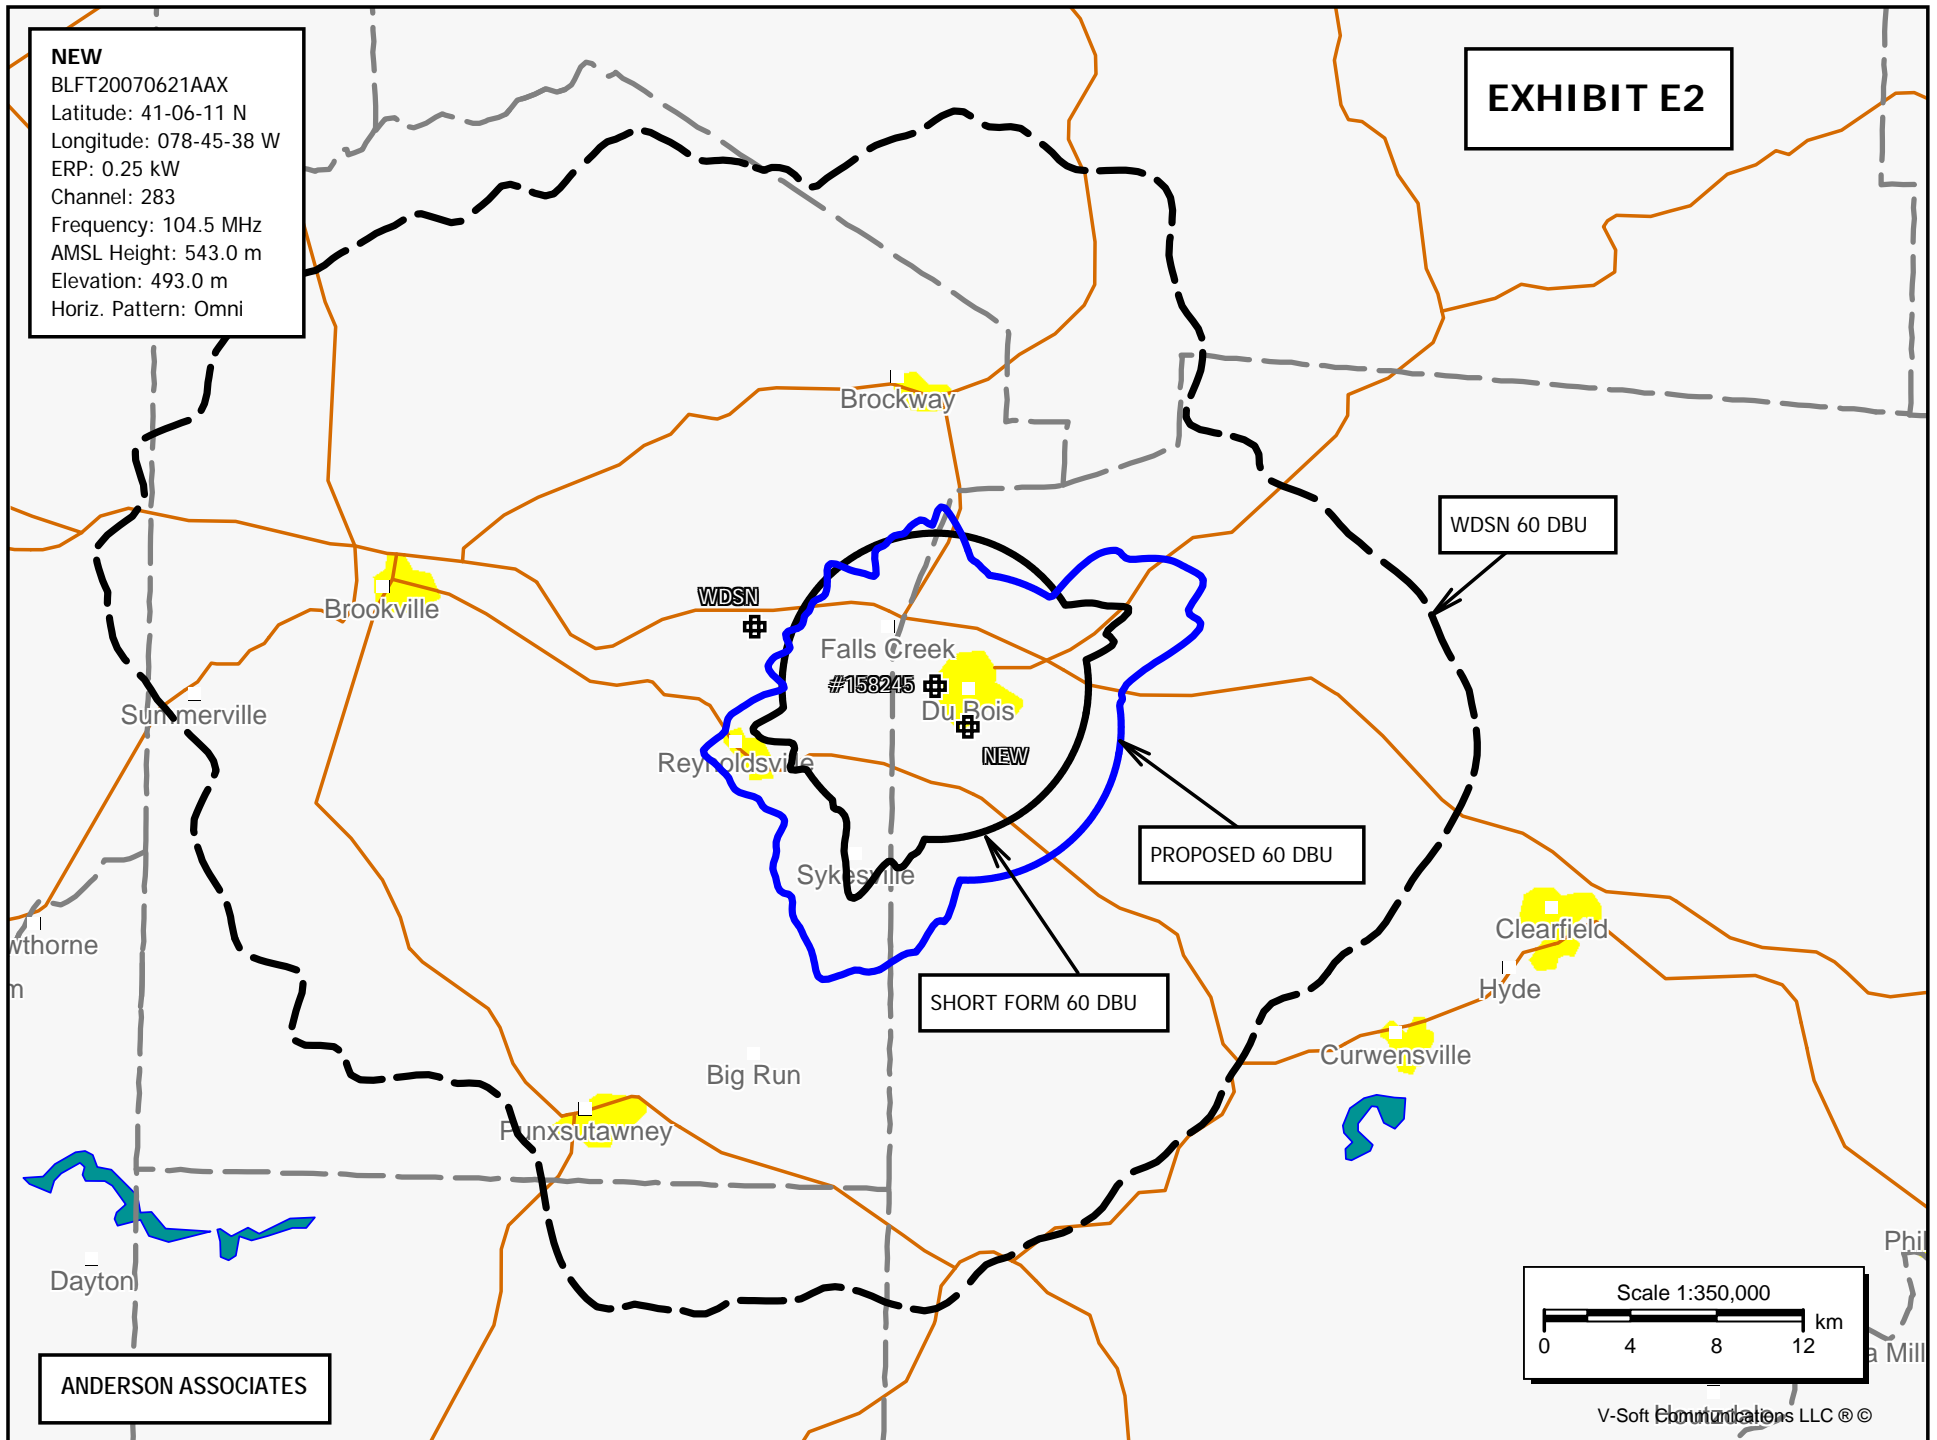 NEW
BLFT20070621AAX
Latitude: 41-06-11 N
Longitude: 078-45-38 W
ERP: 0.25 kW
Channel: 283
Frequency: 104.5 MHz
AMSL Height: 543.0 m
Elevation: 493.0 m
Horiz. Pattern: Omni
EXHIBIT E2
Brockway
WDSN 60 DBU
WDSN
Brookville
Falls Creek
#158245
Du Bois
Summerville
NEW
Reynoldsville
PROPOSED 60 DBU
Sykesville
Clearfield
wthorne
m
Hyde
SHORT FORM 60 DBU
Curwensville
Big Run
Punxsutawney
Phil
Dayton
Scale 1:350,000
km
0 4 8 12
a Mill
ANDERSON ASSOCIATES
Houtzdale
V-Soft Communications LLC ® ©